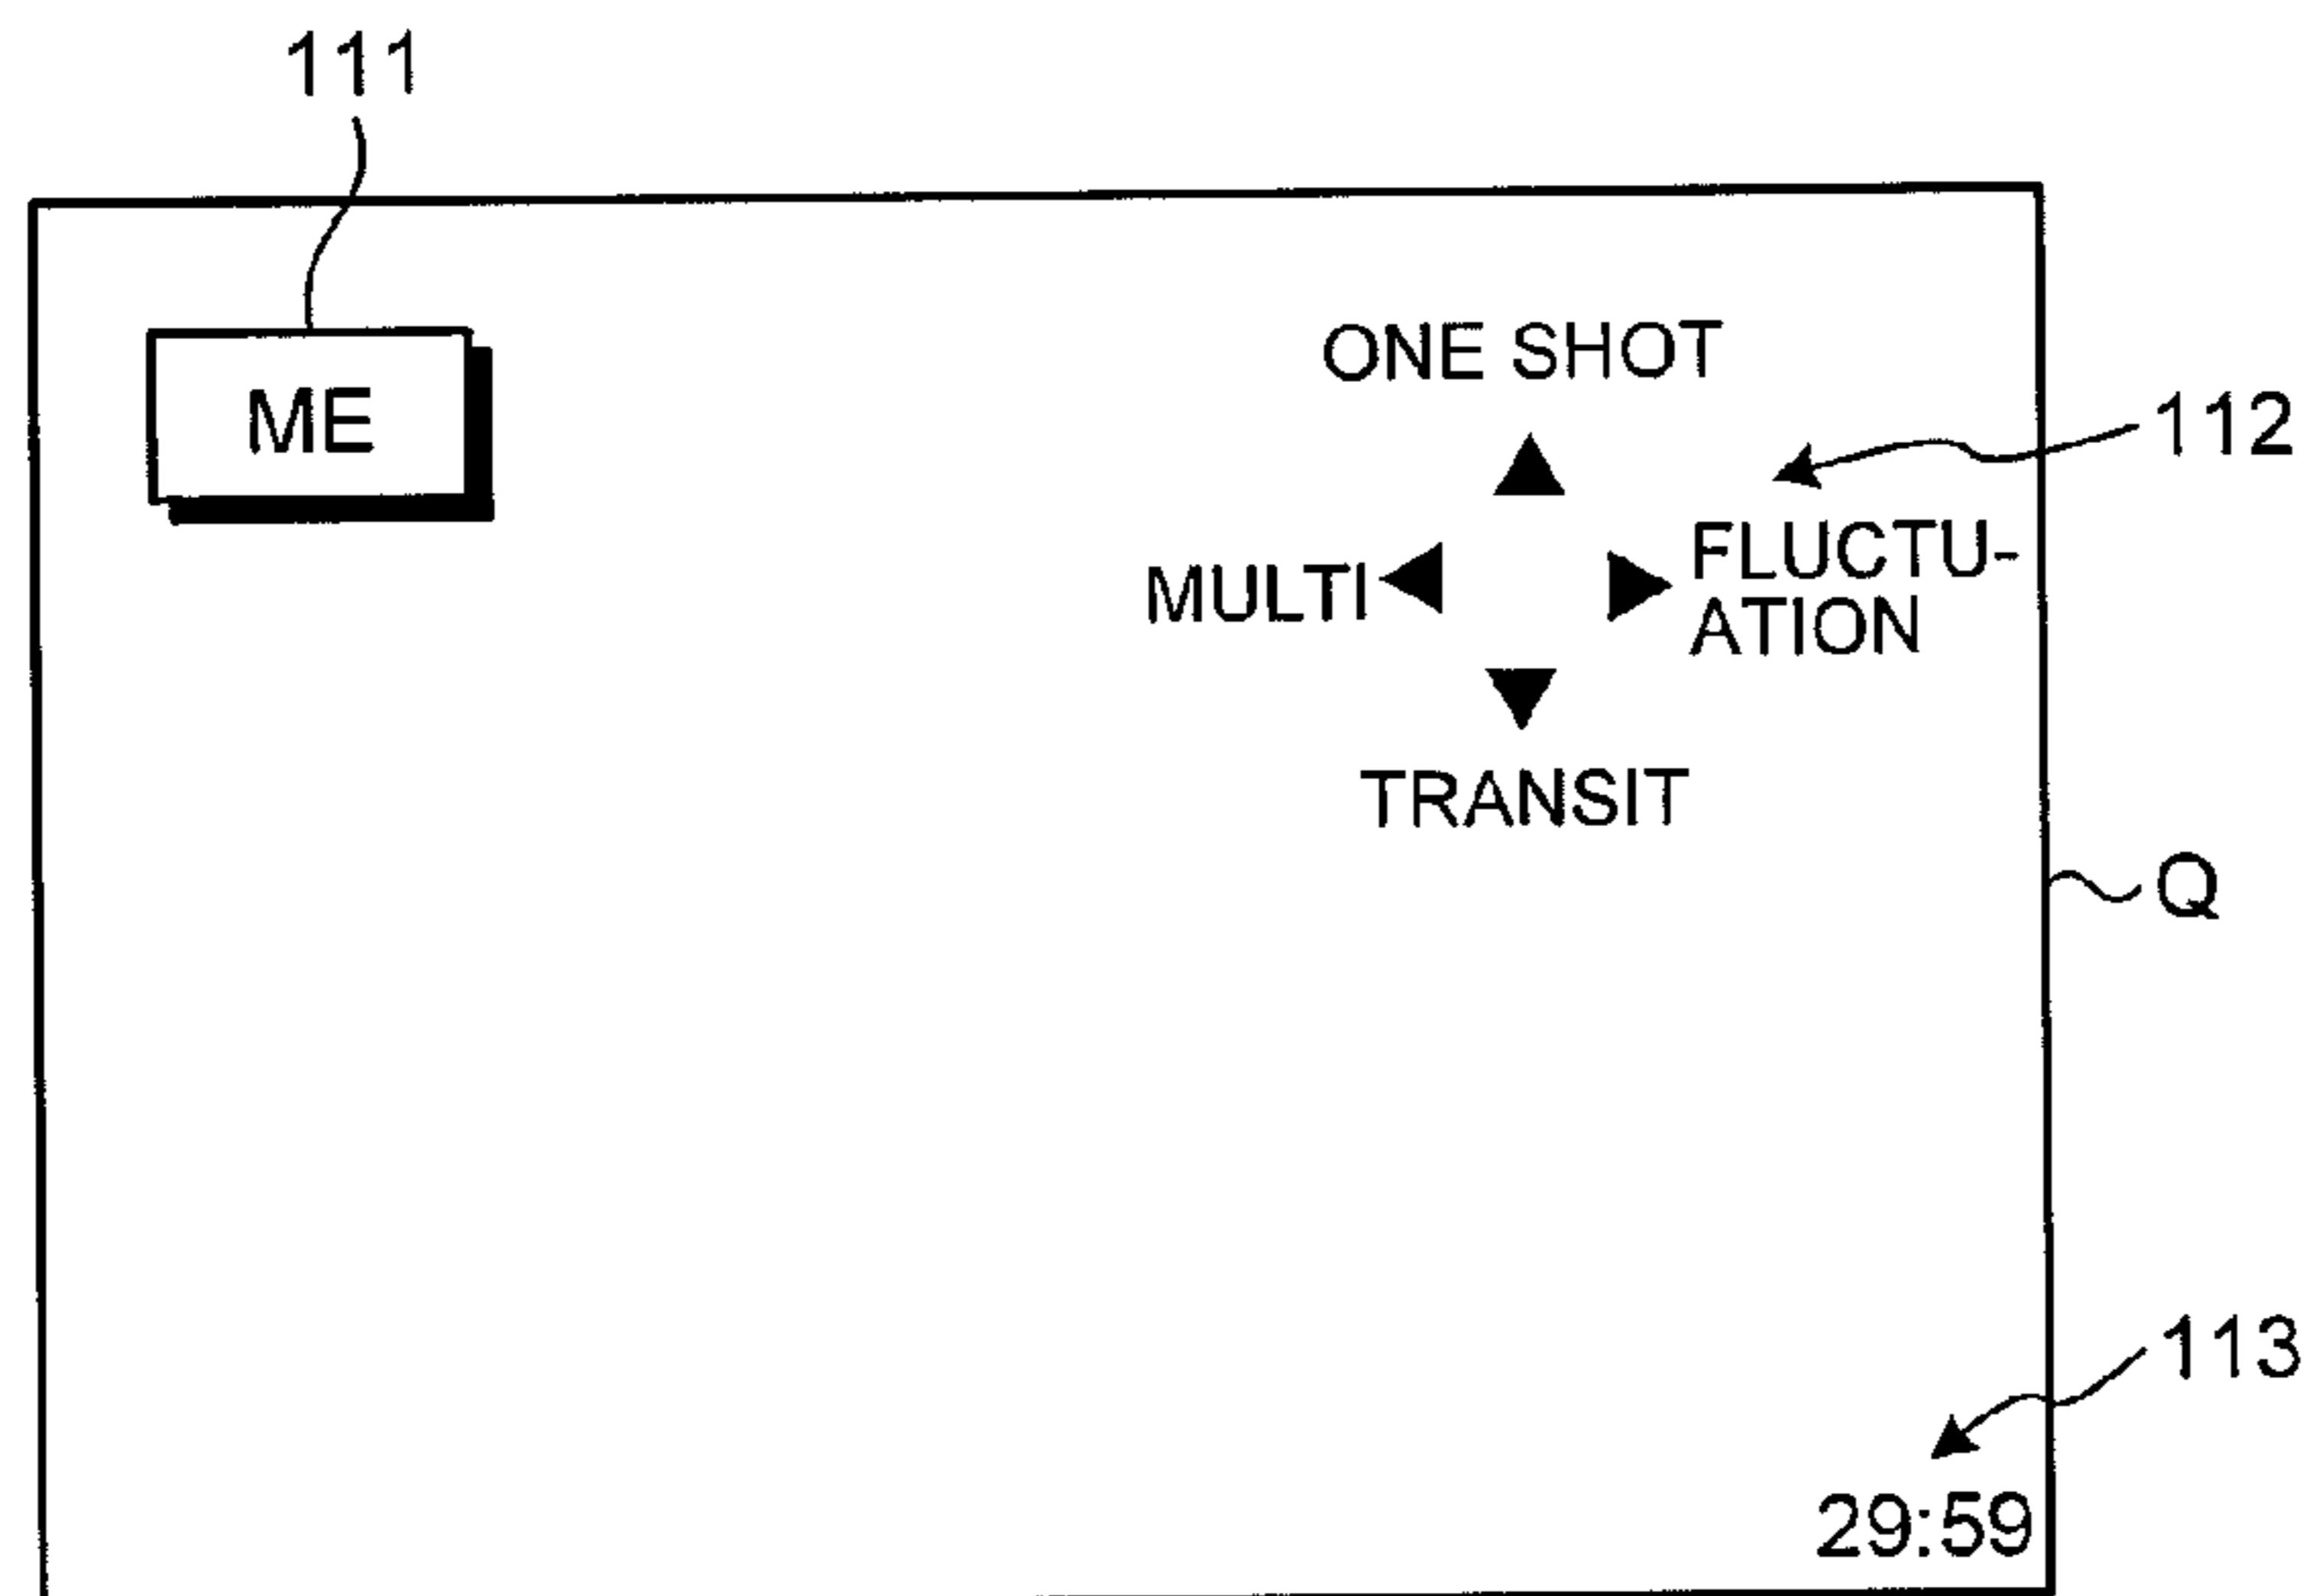 111
ONE SHOT
ME
112
FLUCTU-
MULTI
ATION
TRANSIT
Q
113
29:59